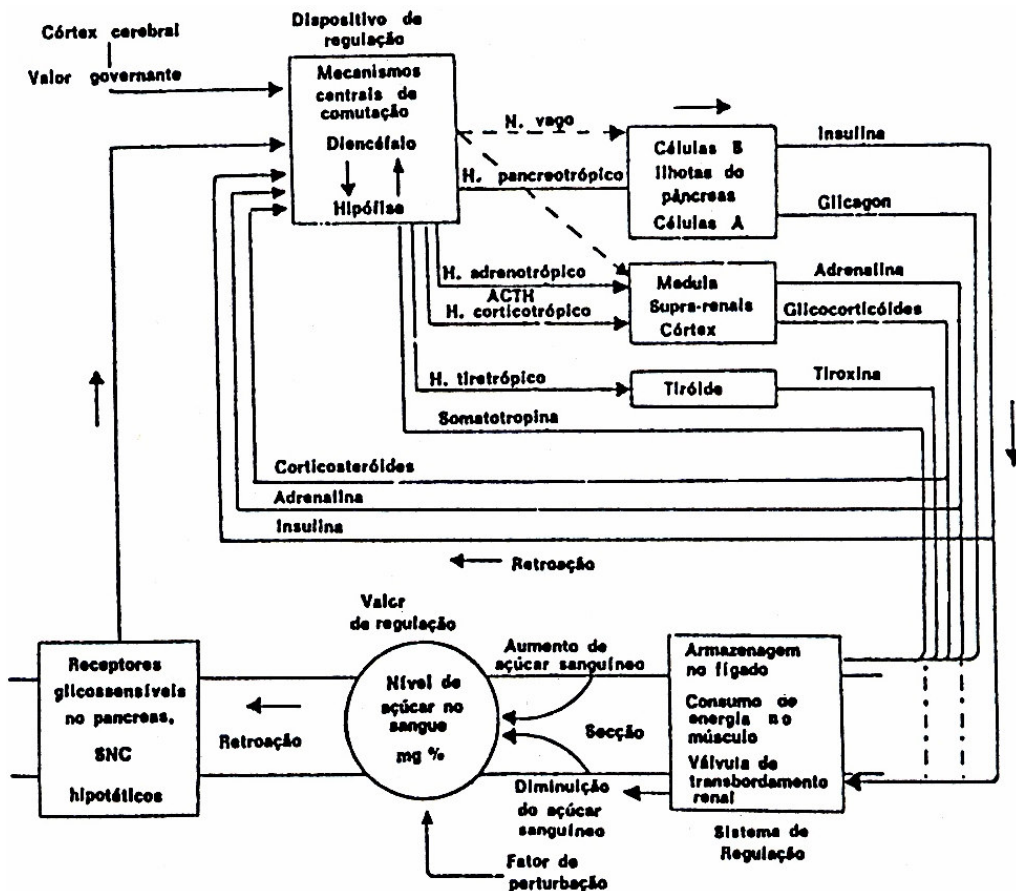 Dispositivo de
regulação
Córtex cerebral
Valor governante
Mecanismos
centrais de
comutação
Diencéfalo
Hipófise
N. vago
H. pancreotrópico
Células B
Ilhotas do
pâncreas
Células A
Insulina
Glicagon
H. adrenotrópico
ACTH
H. corticotrópico
Medula
Supra-renais
Córtex
Adrenalina
Glicocorticóides
H. tiretrópico
Tiróide
Tiroxina
Somatotropina
Corticosteróides
Adrenalina
Insulina
Retroação
Valor
de regulação
Receptores
glicossensíveis
no pancreas,
SNC
hipotéticos
Retroação
Nível de
açúcar no
sangue
mg %
Aumento de
açúcar sanguíneo
Secção
Diminuição
do açúcar
sanguíneo
Armazenagem
no fígado
Consumo de
energia no
músculo
Válvula de
transbordamento
renal
Sistema de
Regulação
Fator de
perturbação